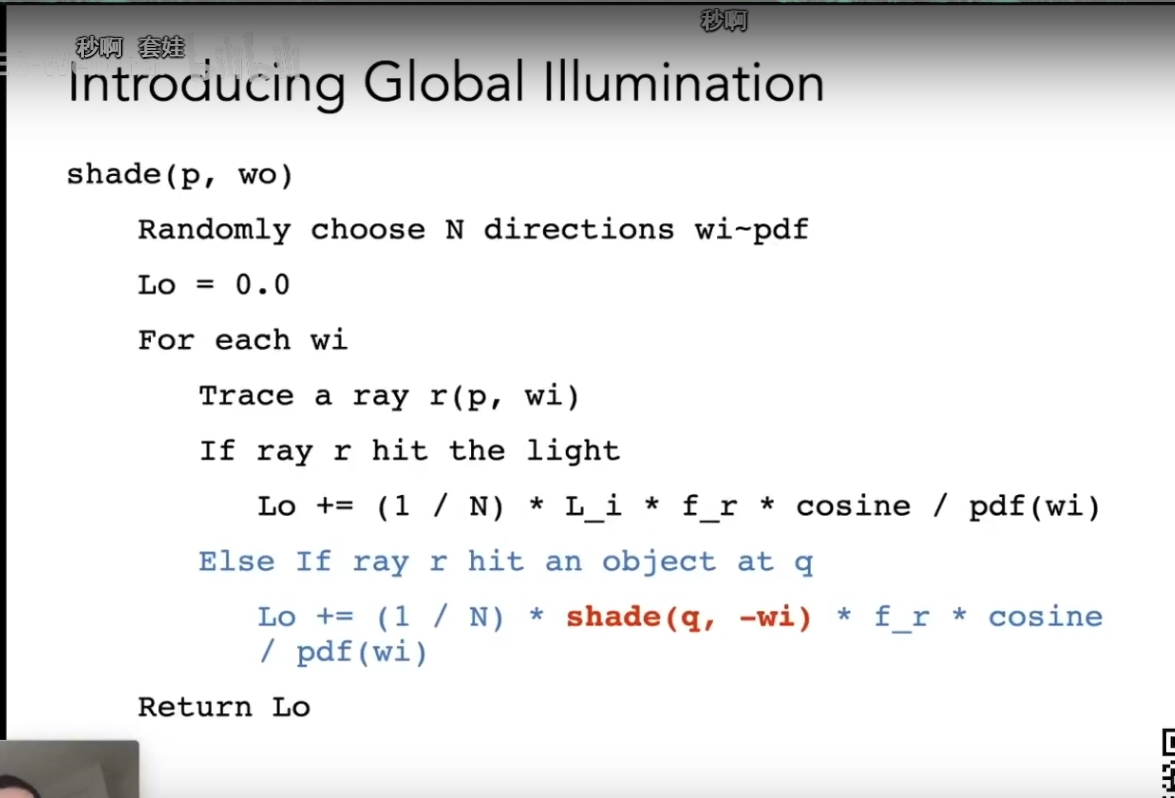 秒啊
秒啊 套娃
Introducing Global Illumination
shade(p, wo)
Randomly choose N directions wi~pdf
Lo = 0.0
For each wi
Trace a ray r(p, wi)
If ray r hit the light
Lo += (1 / N) * L_i * f_r * cosine / pdf(wi)
Else If ray r hit an object at q
Lo += (1 / N) * shade(q, -wi) * f_r * cosine
/ pdf(wi)
Return Lo